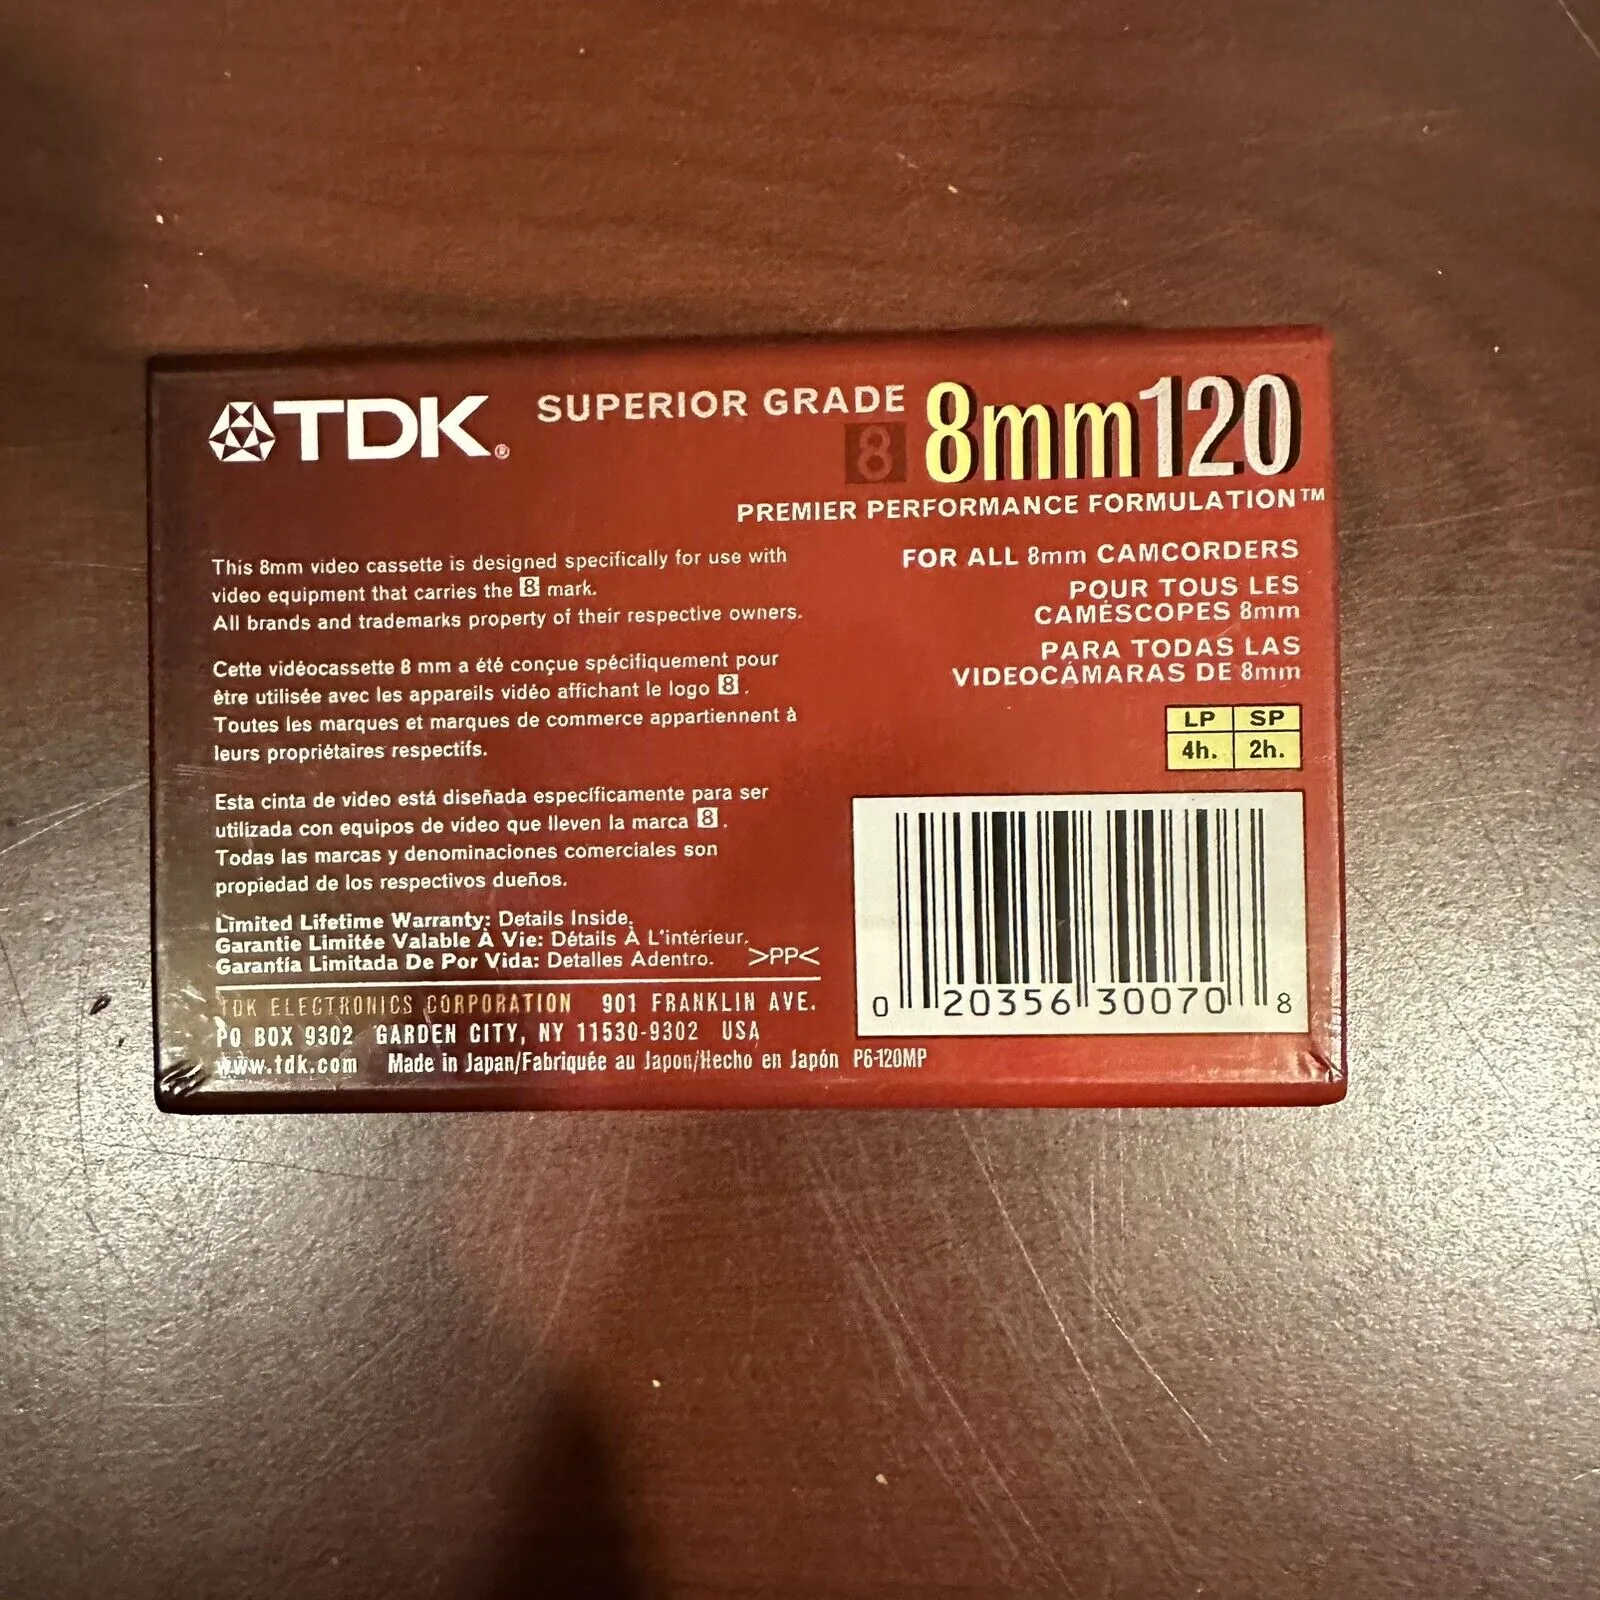 TDK®
SUPERIOR GRADE
8 8mm120
PREMIER PERFORMANCE FORMULATION™
This 8mm video cassette is designed specifically for use with
video equipment that carries the 8 mark.
All brands and trademarks property of their respective owners.
Cette vidéocassette 8 mm a été conçue spécifiquement pour
être utilisée avec les appareils vidéo affichant le logo 8.
Toutes les marques et marques de commerce appartiennent à
leurs propriétaires respectifs.
Esta cinta de video está diseñada específicamente para ser
utilizada con equipos de video que lleven la marca 8.
Todas las marcas y denominaciones comerciales son
propiedad de los respectivos dueños.
Limited Lifetime Warranty: Details Inside.
Garantie Limitée Valable À Vie: Détails À L'intérieur.
Garantía Limitada De Por Vida: Detalles Adentro.
>PP<
TDK ELECTRONICS CORPORATION 901 FRANKLIN AVE.
PO BOX 9302 GARDEN CITY, NY 11530-9302 USA
www.tdk.com Made in Japan/Fabriquée au Japon/Hecho en Japón P6-120MP
FOR ALL 8mm CAMCORDERS
POUR TOUS LES
CAMÉSCOPES 8mm
PARA TODAS LAS
VIDEOCÁMARAS DE 8mm
LP SP
4h. 2h.
0 20356 30070 8